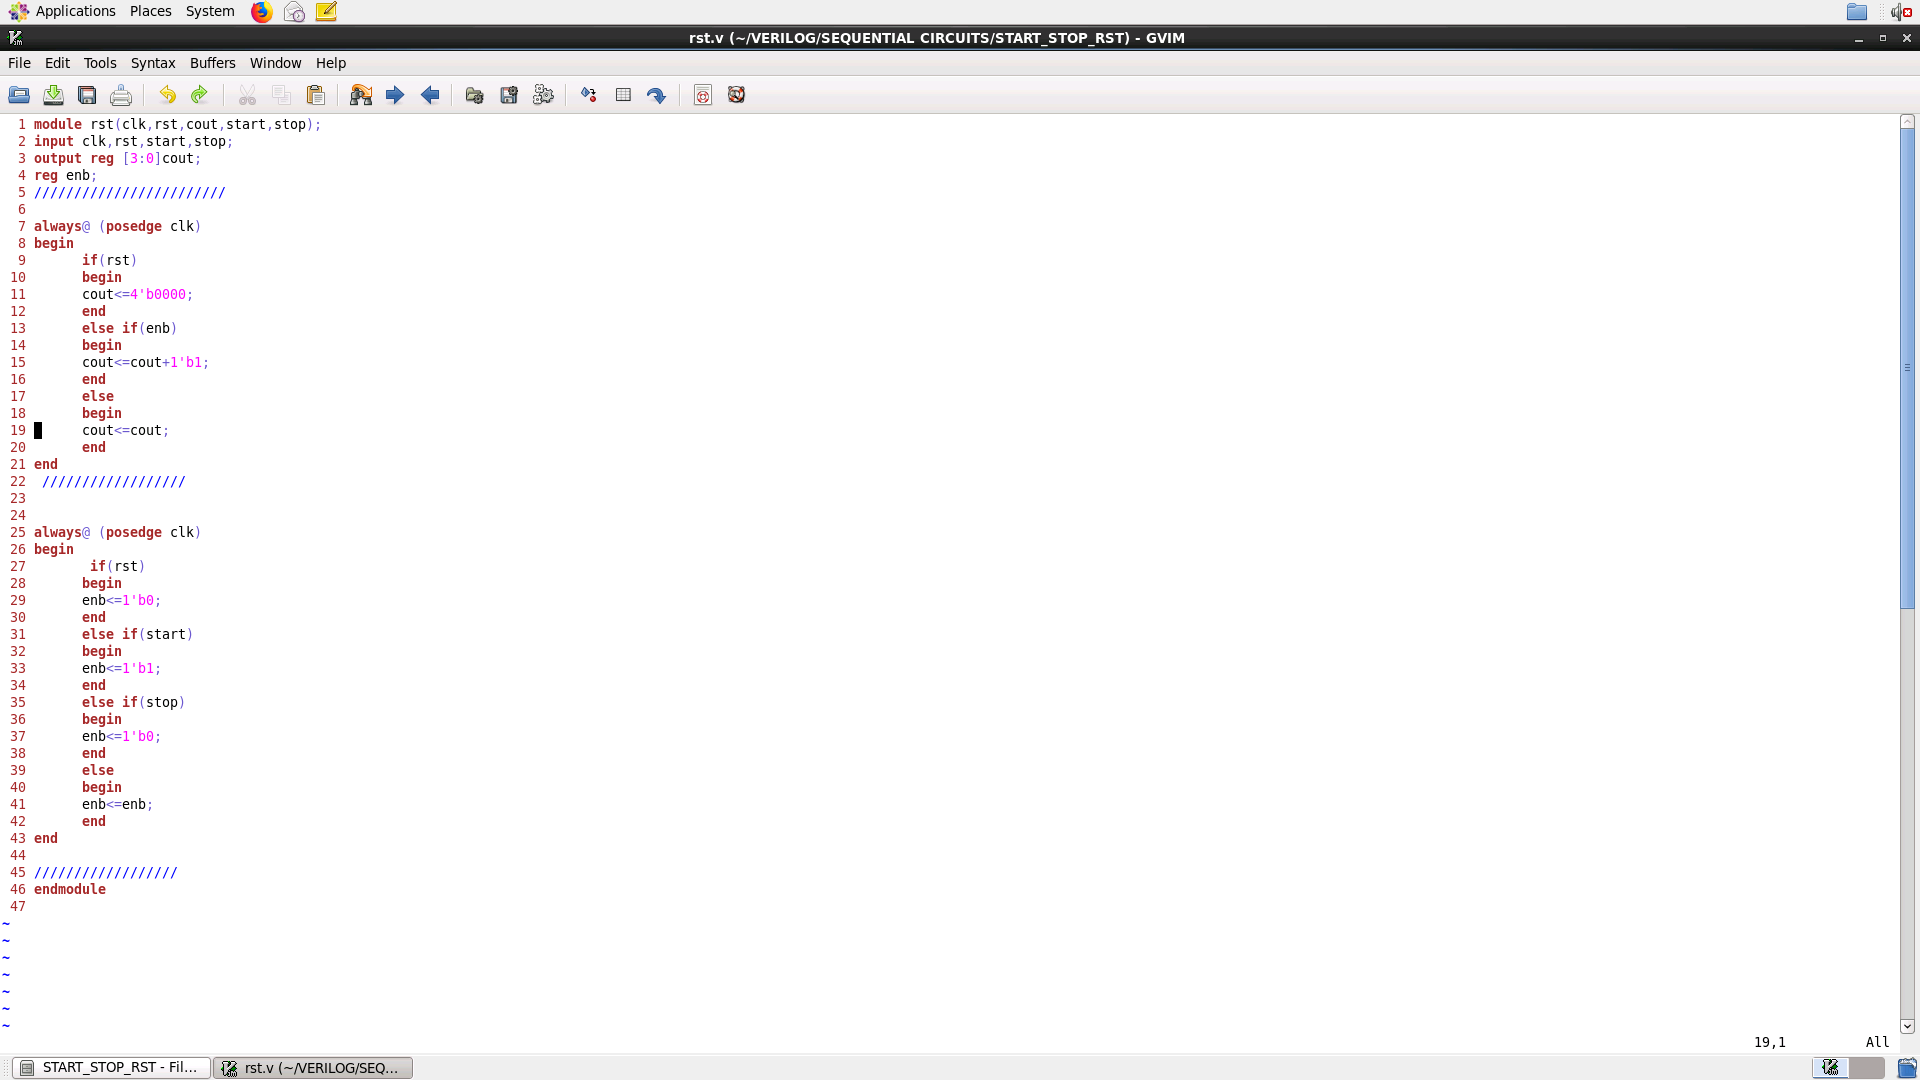 Applications Places System
rst.v (~/VERILOG/SEQUENTIAL CIRCUITS/START_STOP_RST) - GVIM
File Edit Tools Syntax Buffers Window Help
1 module rst(clk,rst,cout,start,stop);
2 input clk,rst,start,stop;
3 output reg [3:0]cout;
4 reg enb;
5 ////////////////////////
6
7 always@ (posedge clk)
8 begin
9       if(rst)
10       begin
11       cout<=4'b0000;
12       end
13       else if(enb)
14       begin
15       cout<=cout+1'b1;
16       end
17       else
18       begin
19       cout<=cout;
20       end
21 end
22  //////////////////
23
24
25 always@ (posedge clk)
26 begin
27        if(rst)
28       begin
29       enb<=1'b0;
30       end
31       else if(start)
32       begin
33       enb<=1'b1;
34       end
35       else if(stop)
36       begin
37       enb<=1'b0;
38       end
39       else
40       begin
41       enb<=enb;
42       end
43 end
44
45 //////////////////
46 endmodule
47
~
~
~
~
~
~
~
19,1 All
START_STOP_RST - Fil... rst.v (~/VERILOG/SEQ...